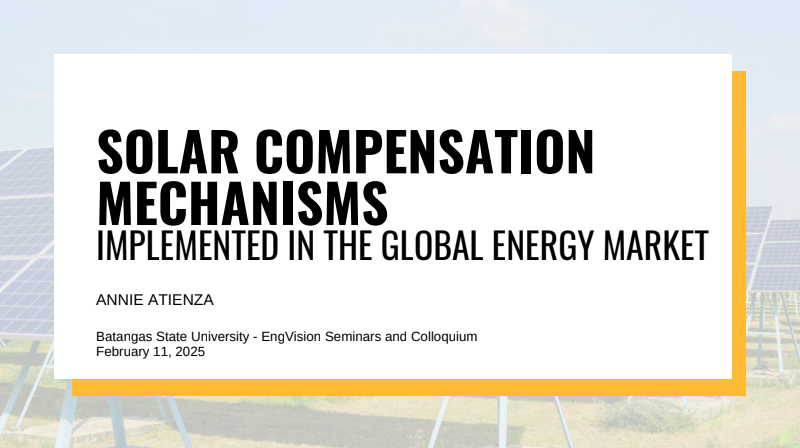 SOLAR COMPENSATION
MECHANISMS
IMPLEMENTED IN THE GLOBAL ENERGY MARKET
ANNIE ATIENZA
Batangas State University - EngVision Seminars and Colloquium
February 11, 2025